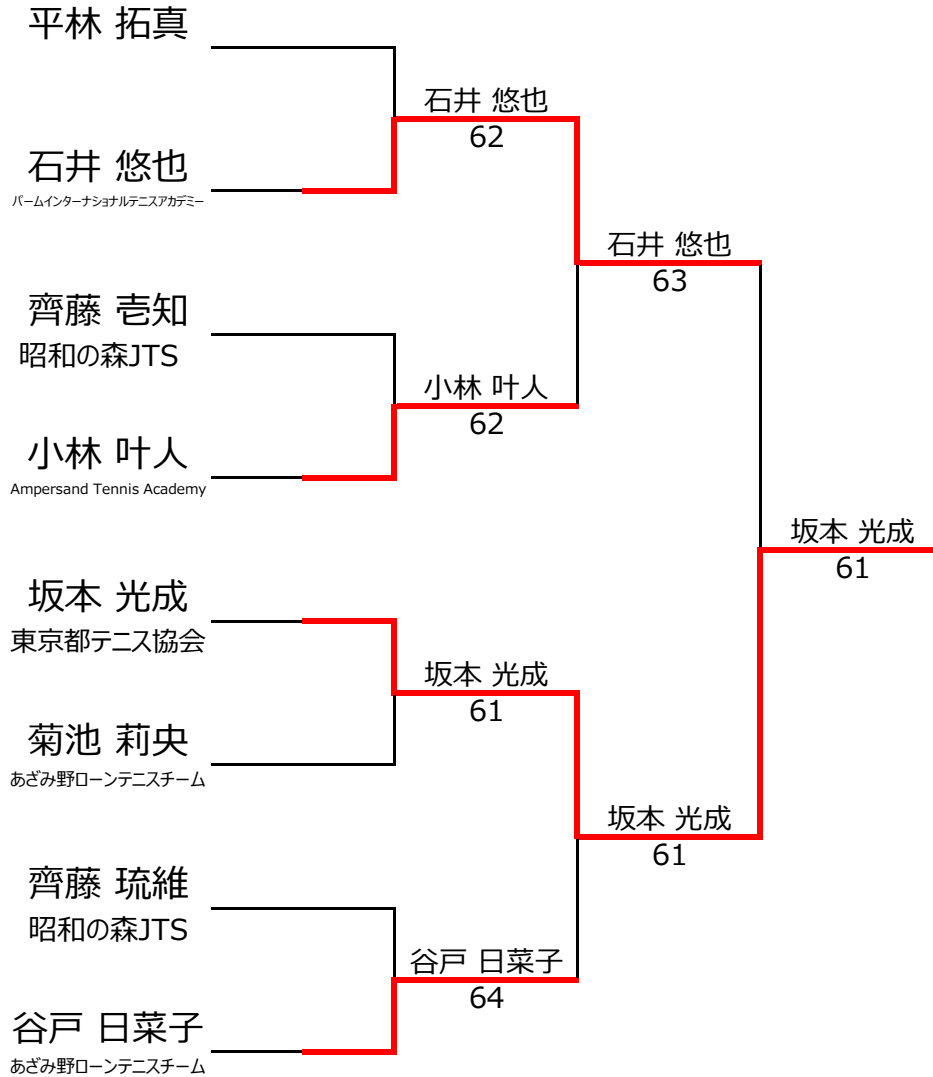 平林 拓真
石井 悠也
パームインターナショナルテニスアカデミー
齊藤 壱知
昭和の森JTS
小林 叶人
Ampersand Tennis Academy
坂本 光成
東京都テニス協会
菊池 莉央
あざみ野ローンテニスチーム
齊藤 琉維
昭和の森JTS
谷戸 日菜子
あざみ野ローンテニスチーム
石井 悠也
62
小林 叶人
62
坂本 光成
61
谷戸 日菜子
64
石井 悠也
63
坂本 光成
61
坂本 光成
61